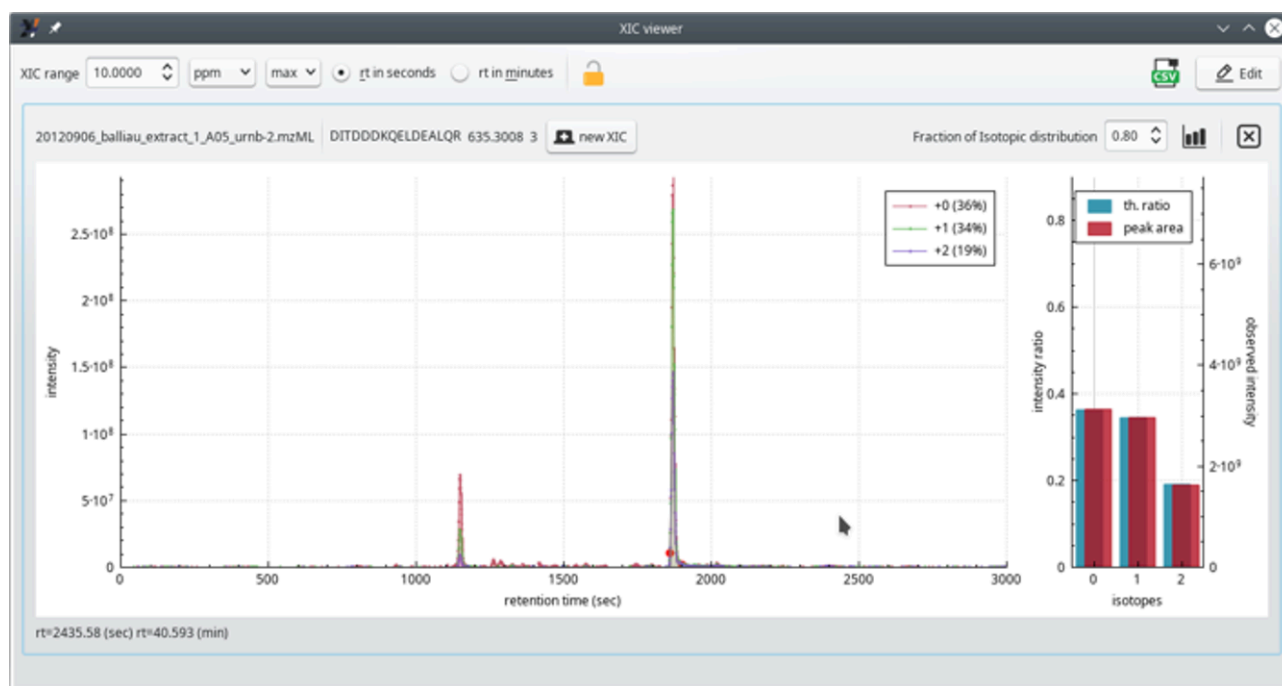 XIC viewer
XIC range 10.0000 ppm max rt in seconds rt in minutes CSV Edit
20120906_balliau_extract_1_A05_urnb-2.mzML DITDDDKQELDEALQR 635.3008 3 new XIC Fraction of Isotopic distribution 0.80
+0 (36%)
+1 (34%)
+2 (19%)
2.5·10⁸
2·10⁸
1.5·10⁸
1·10⁸
5·10⁷
0
intensity
0 500 1000 1500 2000 2500 3000
retention time (sec)
th. ratio
peak area
0.8
0.6
0.4
0.2
0
intensity ratio
6·10⁹
4·10⁹
2·10⁹
0
observed intensity
0 1 2
isotopes
rt=2435.58 (sec) rt=40.593 (min)